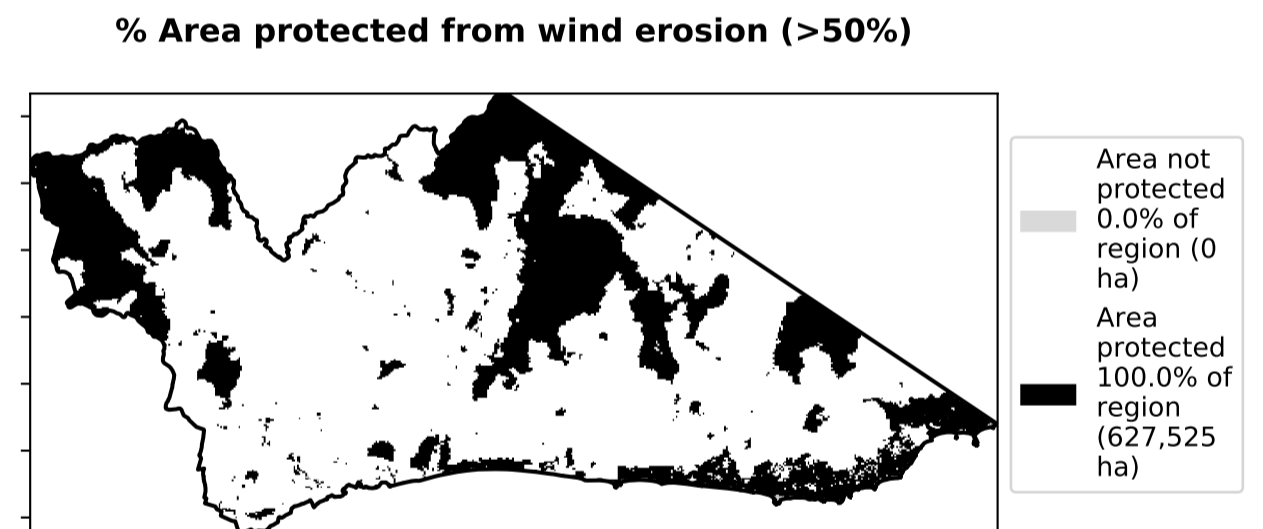 % Area protected from wind erosion (>50%)
Area not
protected
0.0% of
region (0
ha)
Area
protected
100.0% of
region
(627,525
ha)